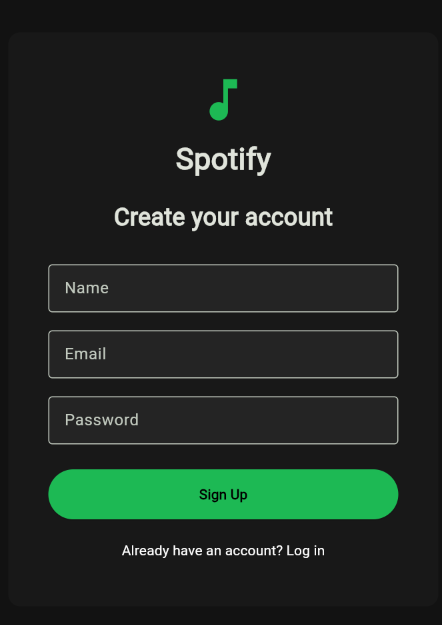 Spotify
Create your account
Name
Email
Password
Sign Up
Already have an account? Log in